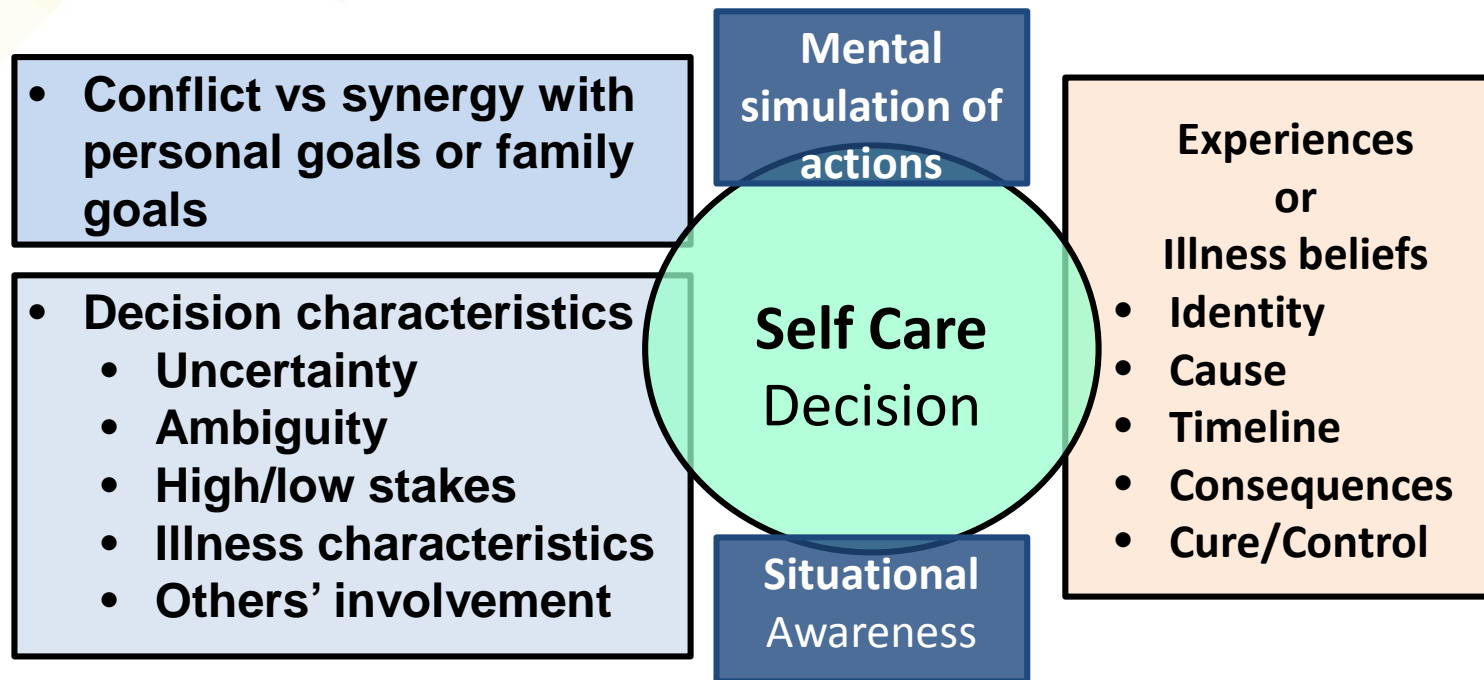 • Conflict vs synergy with
personal goals or family
goals
• Decision characteristics
• Uncertainty
• Ambiguity
• High/low stakes
• Illness characteristics
• Others’ involvement
Mental
simulation of
actions
Self Care
Decision
Situational
Awareness
Experiences
or
Illness beliefs
• Identity
• Cause
• Timeline
• Consequences
• Cure/Control